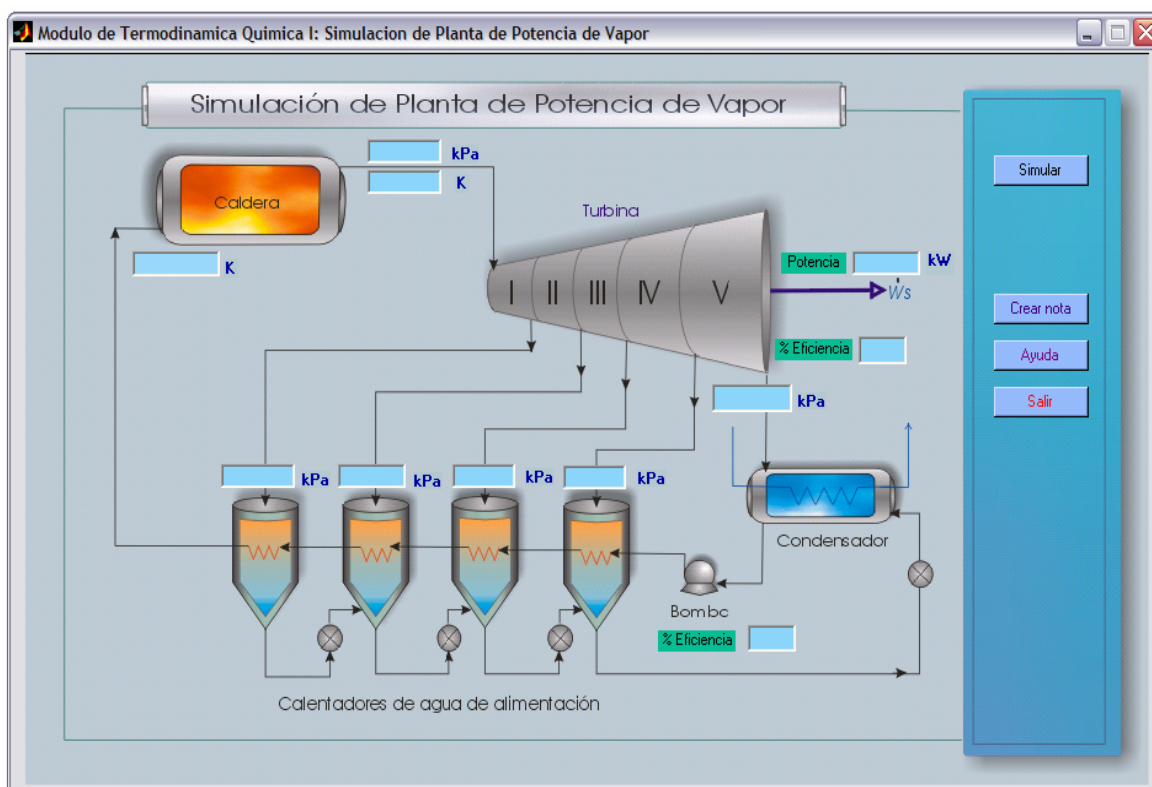 Modulo de Termodinamica Quimica I: Simulacion de Planta de Potencia de Vapor
Simulación de Planta de Potencia de Vapor
kPa
K
Caldera
K
Turbina
I II III IV V
Potencia
kW
Ẇs
% Eficiencia
kPa
kPa
kPa
kPa
kPa
Condensador
Bomba
% Eficiencia
Calentadores de agua de alimentación
Simular
Crear nota
Ayuda
Salir